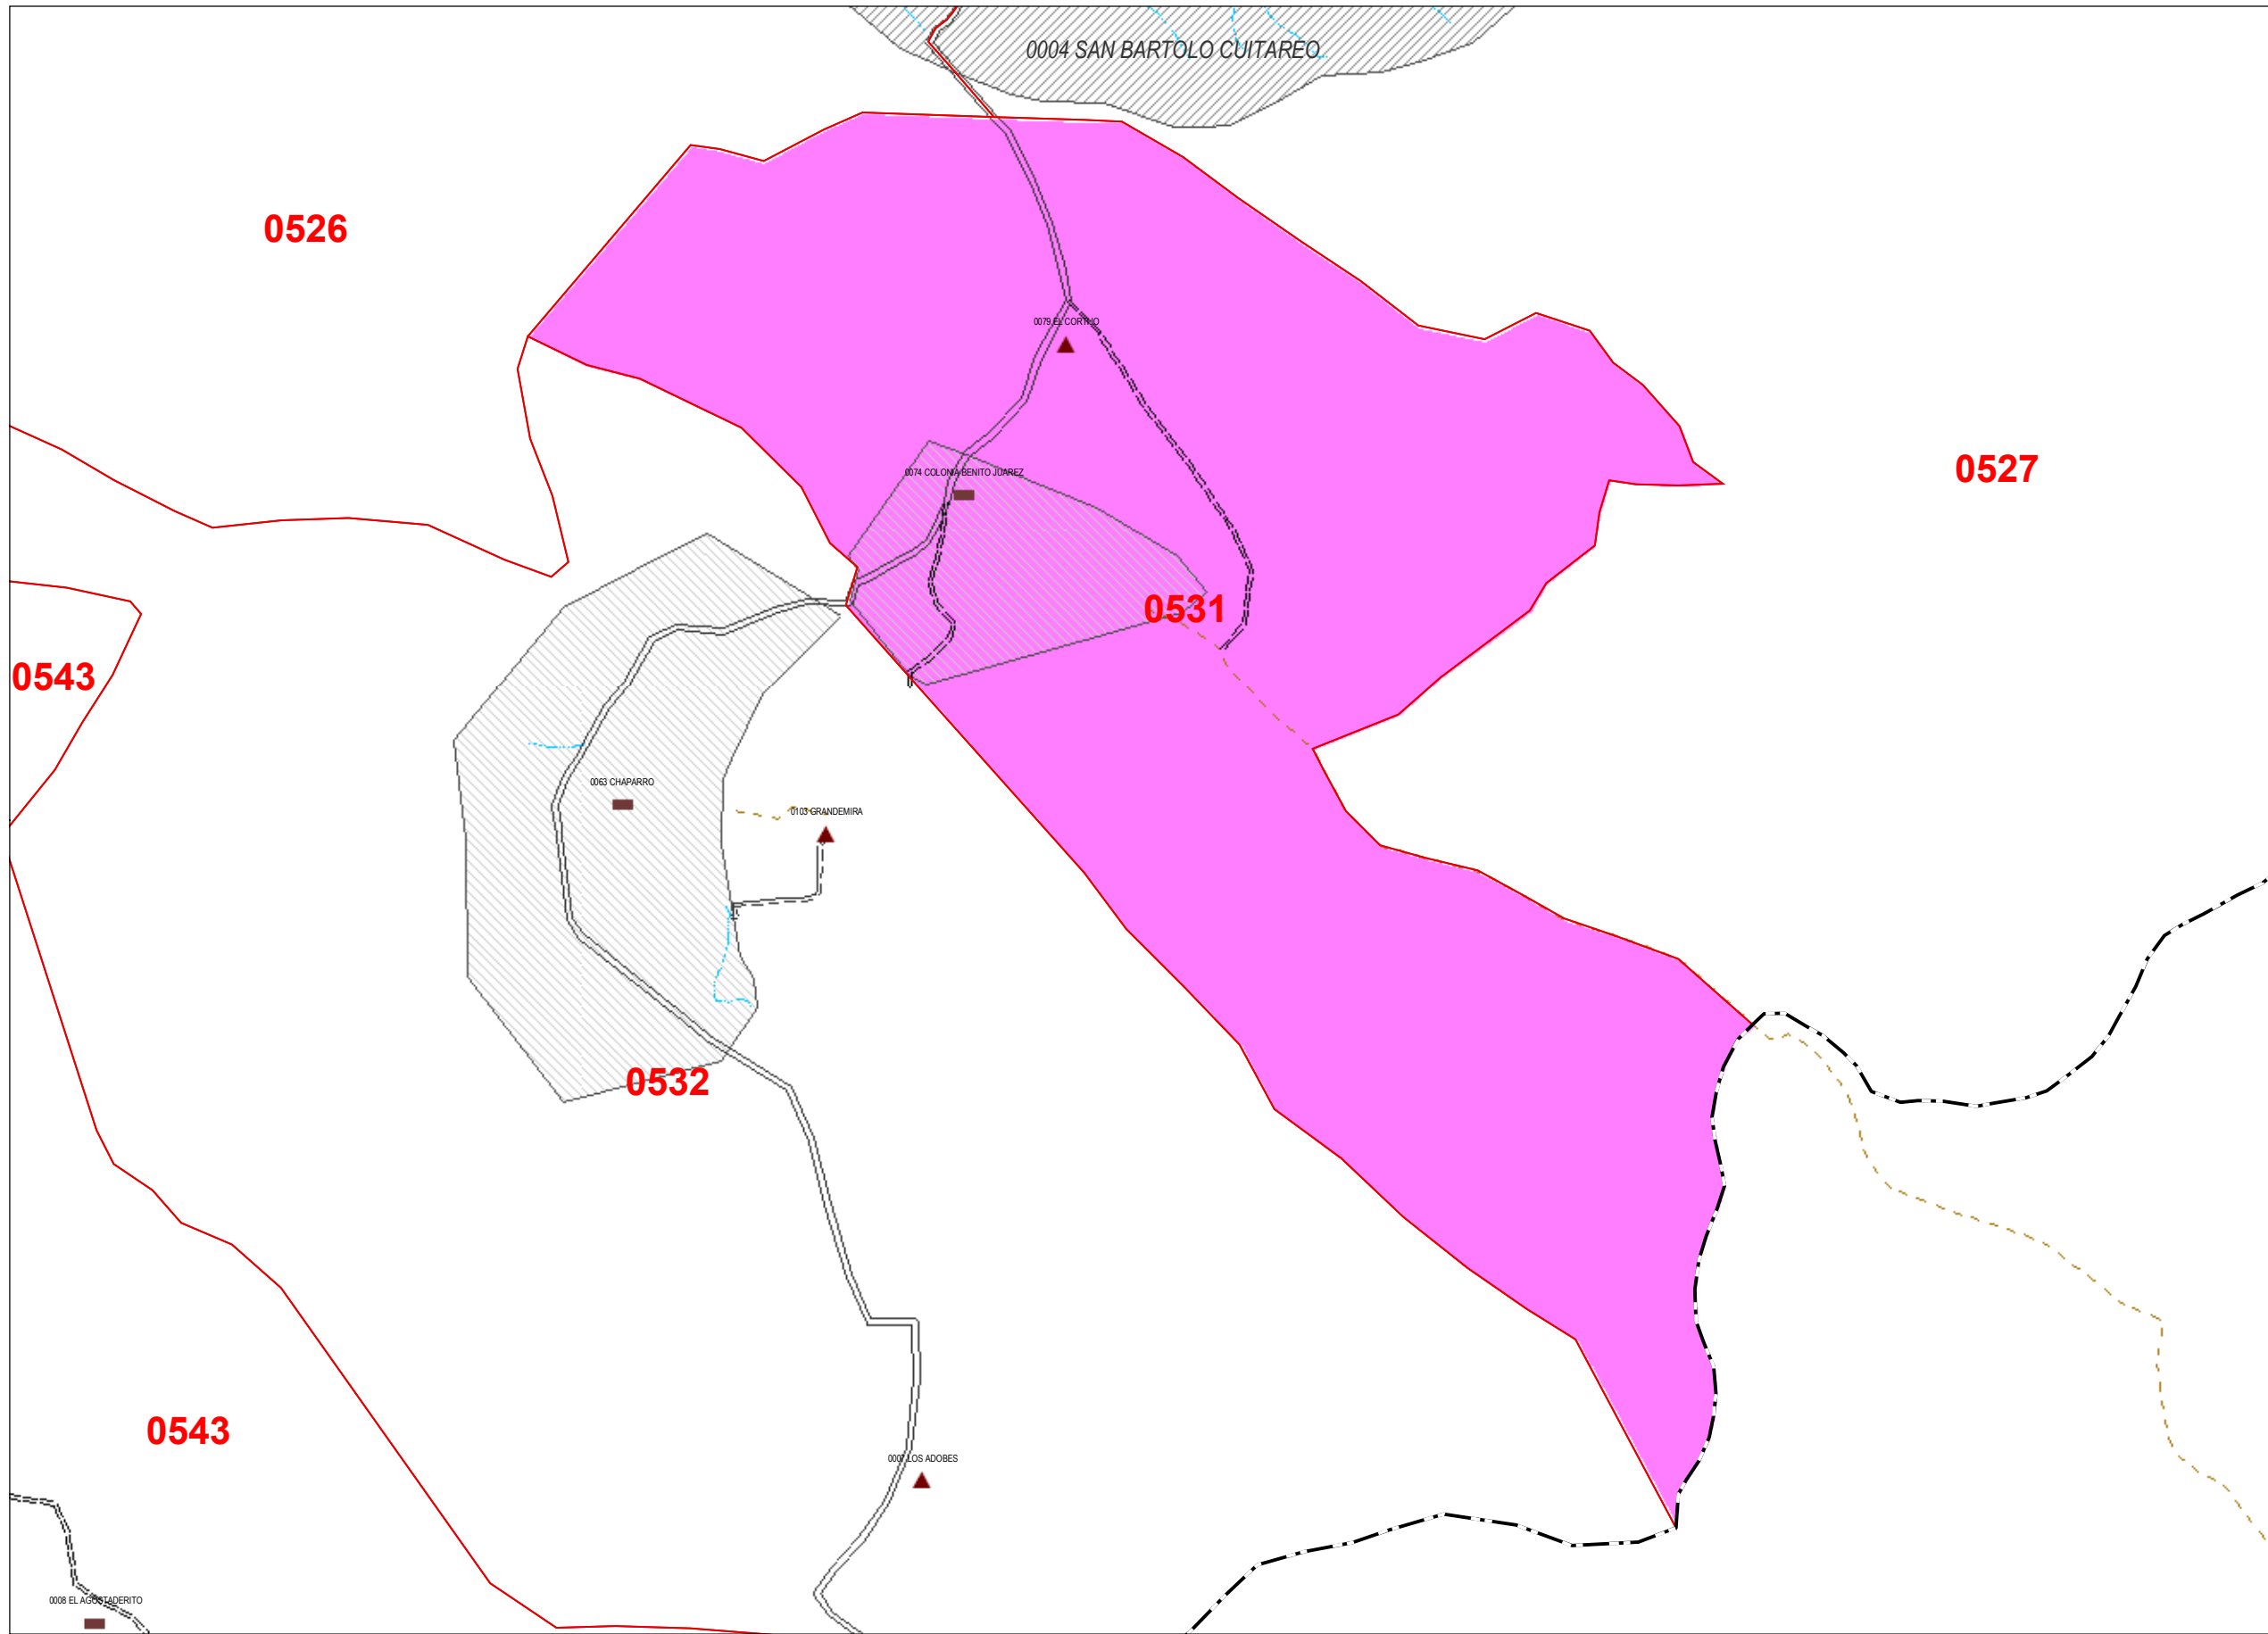 0004 SAN BARTOLO CUITAREO
0526
0079 EL CORTIJO
0527
0074 COLONIA BENITO JUAREZ
0531
0543
0063 CHAPARRO
0103 GRANDEMIRA
0532
0543
0007 LOS ADOBES
0008 EL AGOSTADERITO